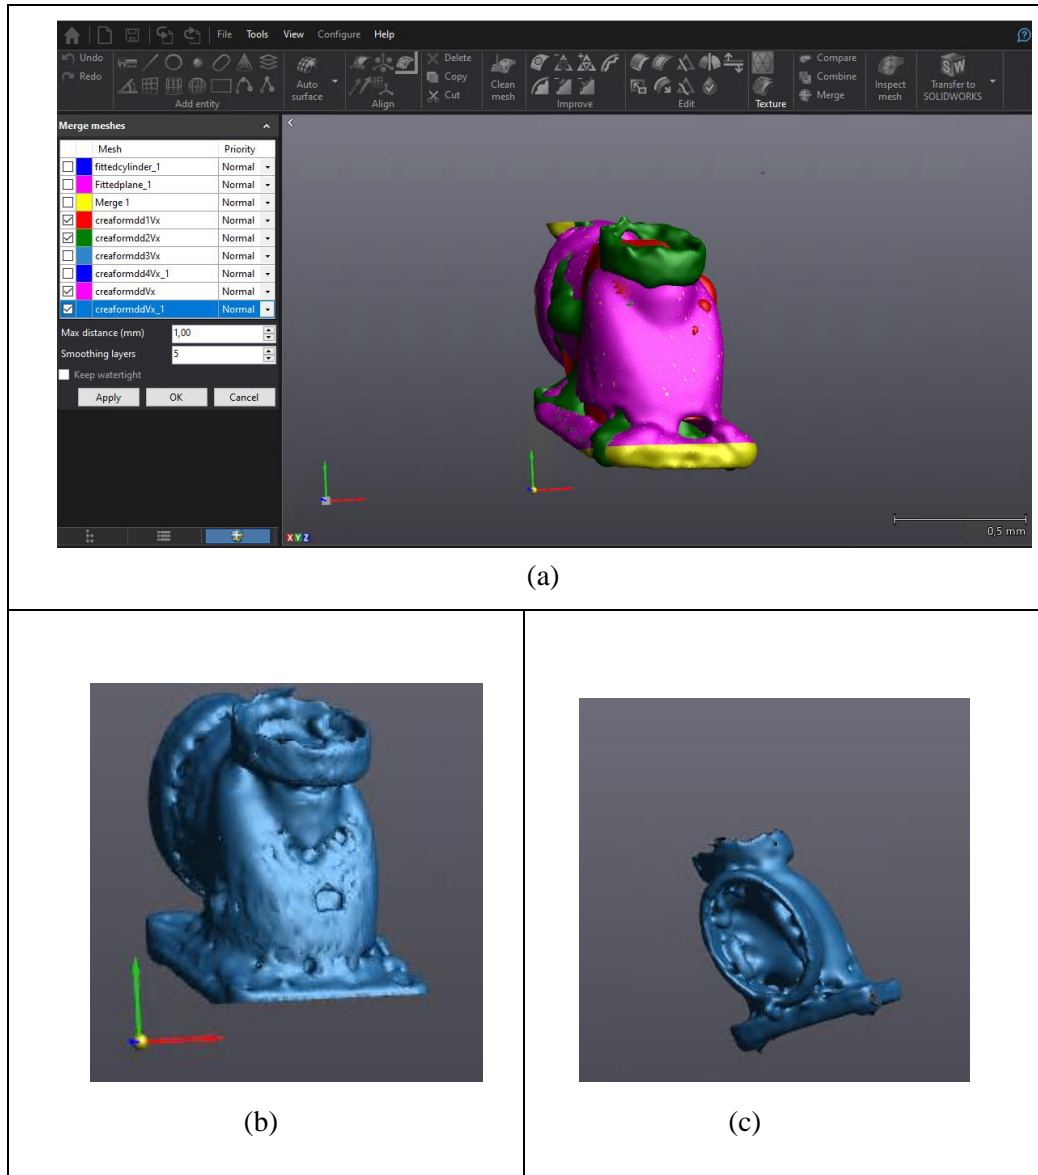 File Tools View Configure Help
Undo
Redo
Add entity
Auto surface
Align
Delete
Copy
Cut
Clean mesh
Improve
Edit
Texture
Compare
Combine
Merge
Inspect mesh
SW
Transfer to SOLIDWORKS
Merge meshes
Mesh Priority
fittedcylinder_1 Normal
Fittedplane_1 Normal
Merge 1 Normal
creaformdd1Vx Normal
creaformdd2Vx Normal
creaformdd3Vx Normal
creaformdd4Vx_1 Normal
creaformddVx Normal
creaformddVx_1 Normal
Max distance (mm) 1,00
Smoothing layers 5
Keep watertight
Apply OK Cancel
X Y Z
0,5 mm
(a)
(b) (c)